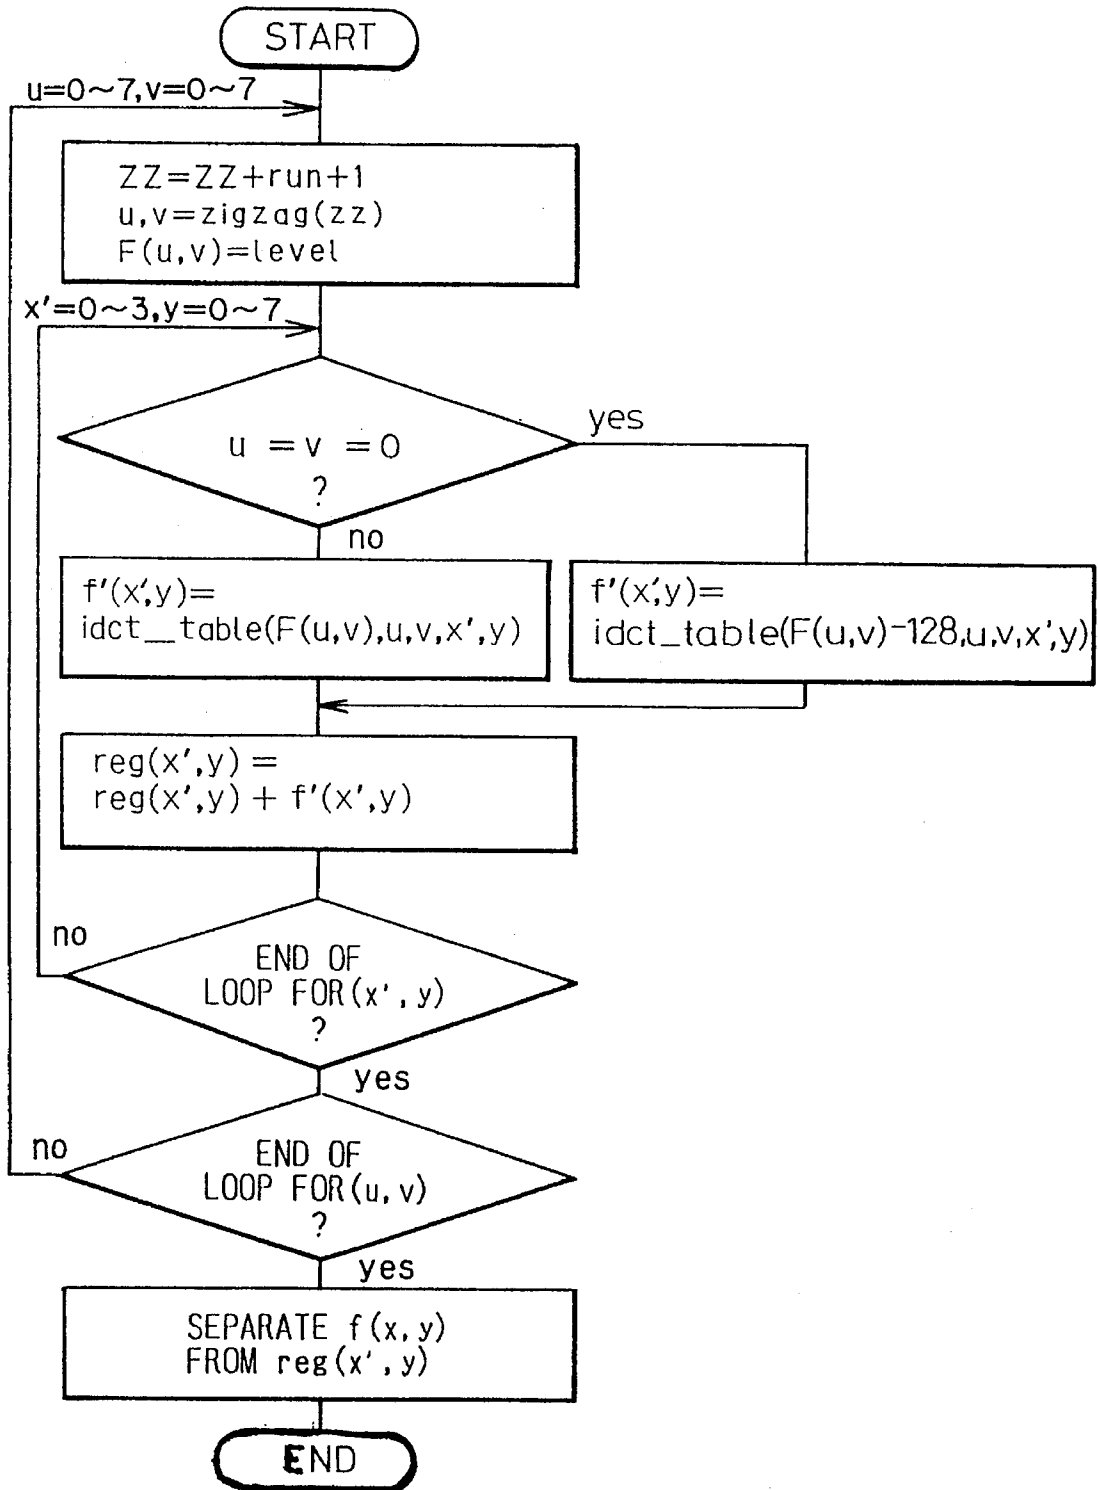 START
u=0~7,v=0~7
ZZ=ZZ+run+1
u,v=zigzag(zz)
F(u,v)=level
x'=0~3,y=0~7
u =v =0
?
yes
no
f'(x',y)=
idct__table(F(u,v),u,v,x',y)
f'(x',y)=
idct_table(F(u,v)-128,u,v,x',y)
reg(x',y) =
reg(x',y) + f'(x',y)
no
END OF
LOOP FOR(x', y)
?
yes
no
END OF
LOOP FOR(u, v)
?
yes
SEPARATE f(x, y)
FROM reg(x', y)
END